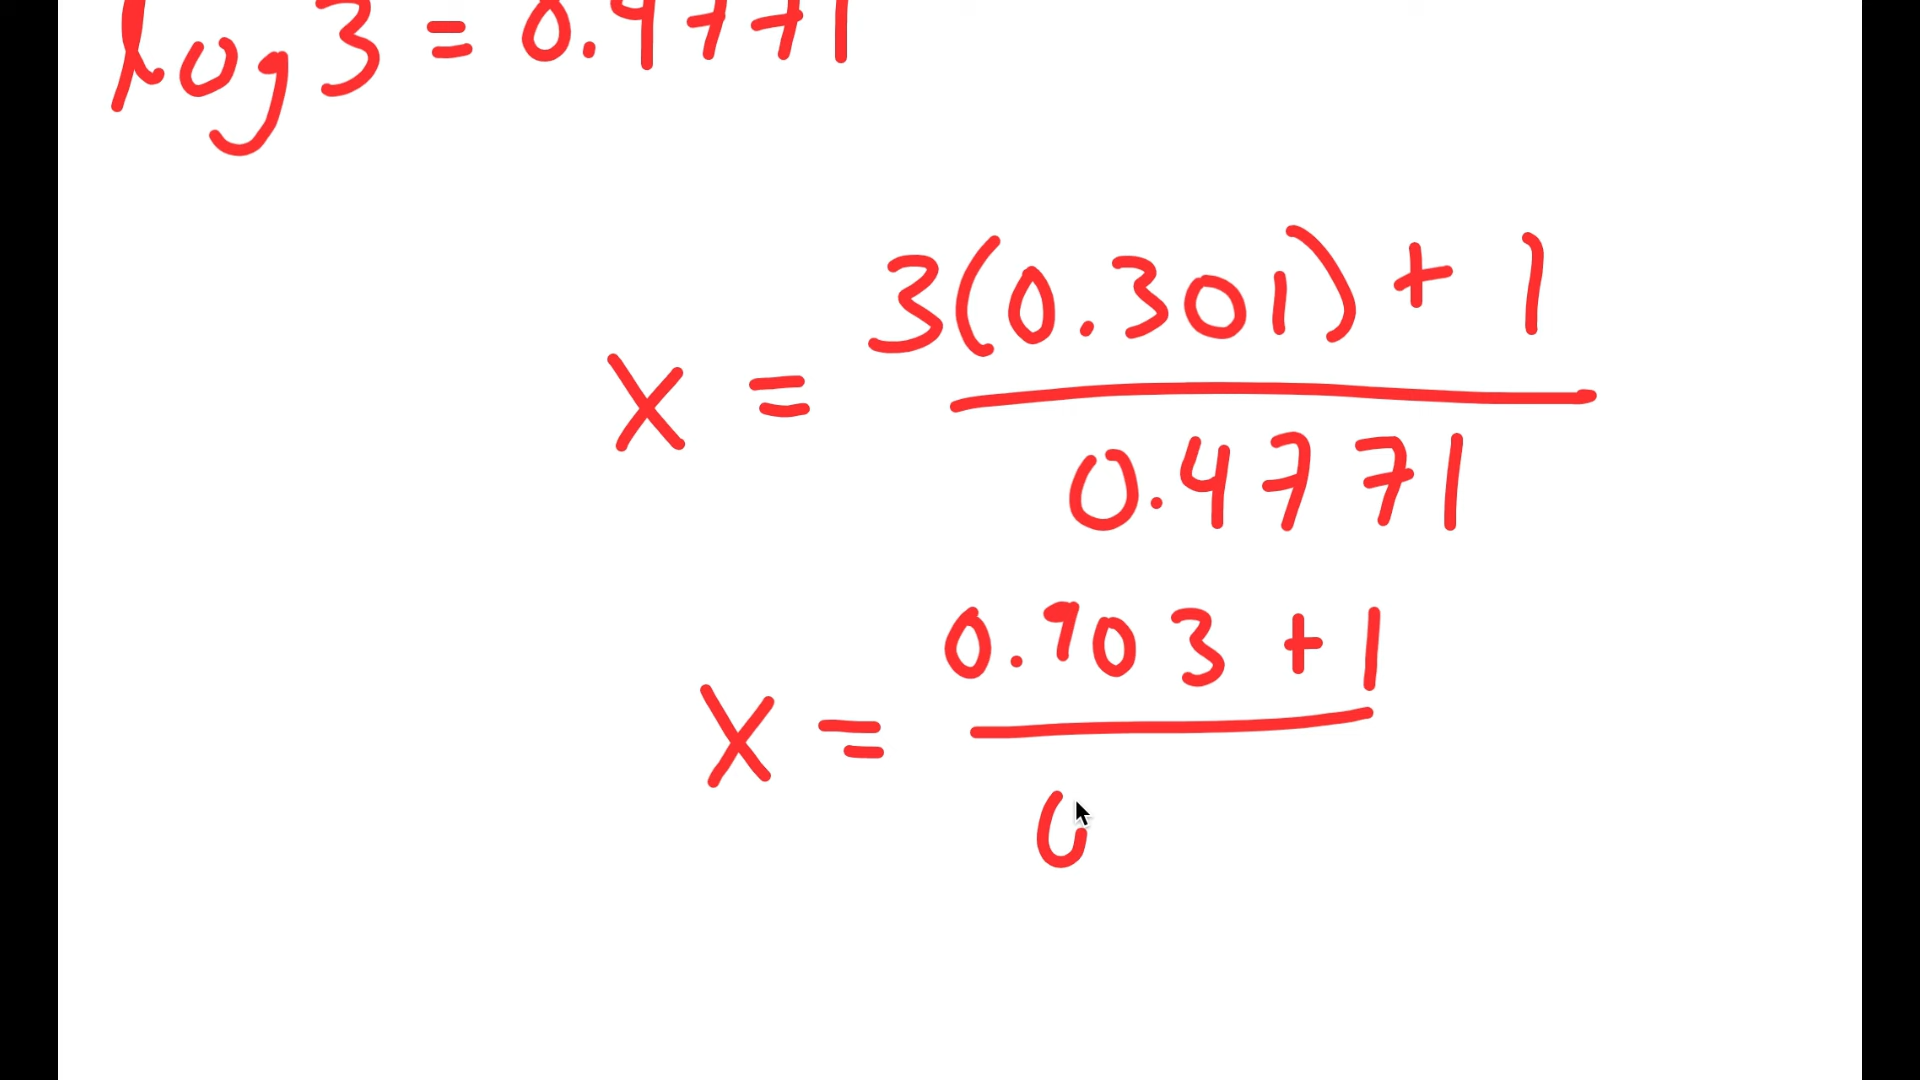 log 3 = 0.4771
x = 3(0.301) + 1 / 0.4771
x = 0.903 + 1 / 0